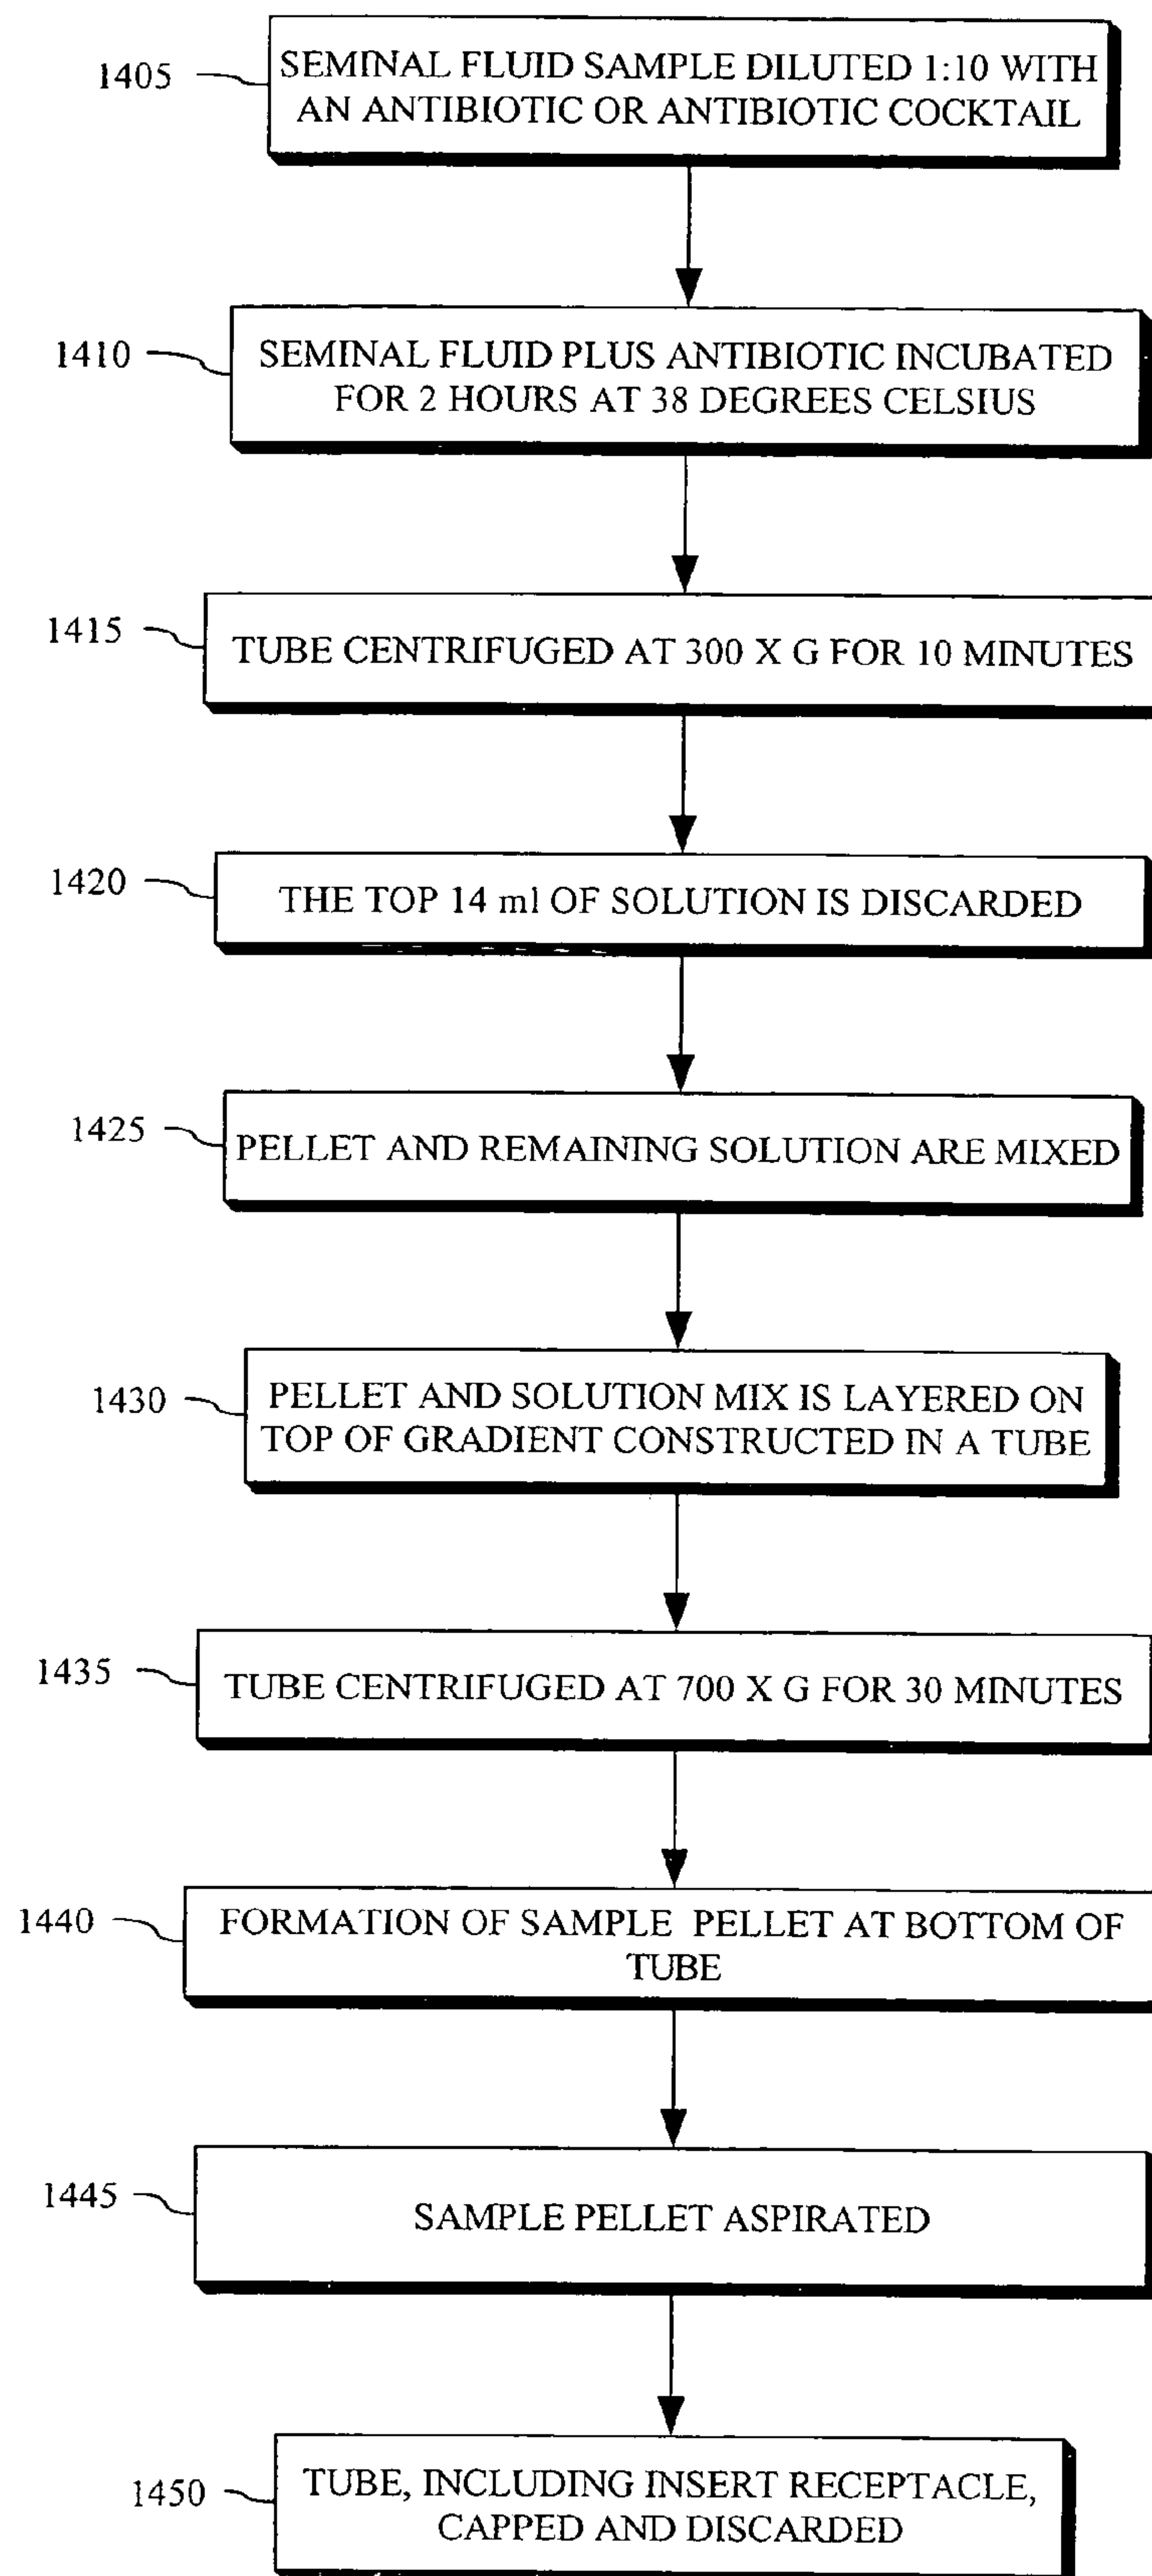 1405
SEMINAL FLUID SAMPLE DILUTED 1:10 WITH
AN ANTIBIOTIC OR ANTIBIOTIC COCKTAIL
1410
SEMINAL FLUID PLUS ANTIBIOTIC INCUBATED
FOR 2 HOURS AT 38 DEGREES CELSIUS
1415
TUBE CENTRIFUGED AT 300 X G FOR 10 MINUTES
1420
THE TOP 14 ml OF SOLUTION IS DISCARDED
1425
PELLET AND REMAINING SOLUTION ARE MIXED
1430
PELLET AND SOLUTION MIX IS LAYERED ON
TOP OF GRADIENT CONSTRUCTED IN A TUBE
1435
TUBE CENTRIFUGED AT 700 X G FOR 30 MINUTES
1440
FORMATION OF SAMPLE PELLET AT BOTTOM OF
TUBE
1445
SAMPLE PELLET ASPIRATED
1450
TUBE, INCLUDING INSERT RECEPTACLE,
CAPPED AND DISCARDED